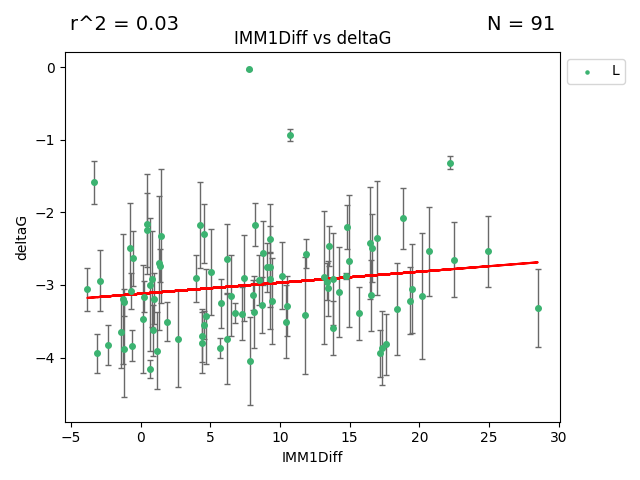 r^2 = 0.03
N = 91
IMM1Diff vs deltaG
L
deltaG
0
−1
−2
−3
−4
−5
0
5
10
15
20
25
30
IMM1Diff